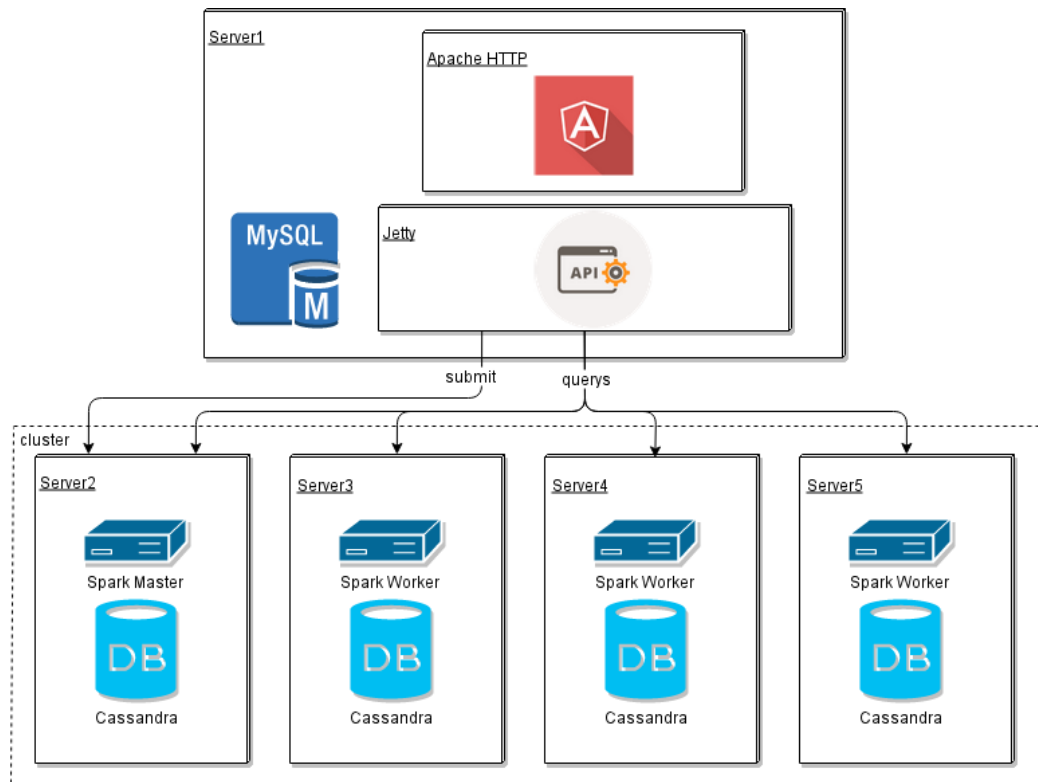 Server1
Apache HTTP
A
MySQL
M
Jetty
API
submit
querys
cluster
Server2
Server3
Server4
Server5
Spark Master
Spark Worker
Spark Worker
Spark Worker
DB
DB
DB
DB
Cassandra
Cassandra
Cassandra
Cassandra